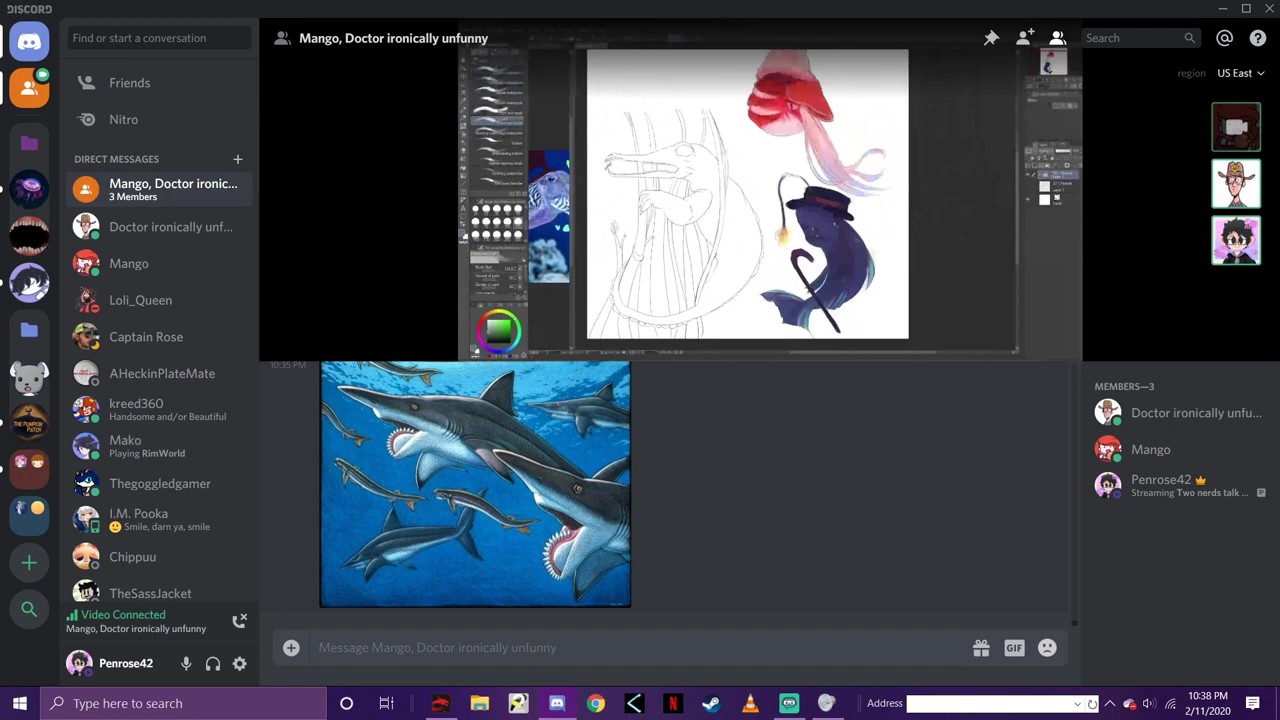 DISCORD
Find or start a conversation
Mango, Doctor ironically unfunny
Search
region
US East
Friends
Nitro
DIRECT MESSAGES
Mango, Doctor ironic...
3 Members
Doctor ironically unf...
Mango
Loli_Queen
Captain Rose
AHeckinPlateMate
kreed360
Handsome and/or Beautiful
Mako
Playing RimWorld
Thegoggledgamer
I.M. Pooka
Smile, darn ya, smile
Chippuu
TheSassJacket
THE PUMPKIN
PATCH
10:35 PM
MEMBERS—3
Doctor ironically unfu...
Mango
Penrose42
Streaming Two nerds talk ...
Video Connected
Mango, Doctor ironically unfunny
Penrose42
Message Mango, Doctor ironically unfunny
GIF
Type here to search
Address
10:38 PM
2/11/2020